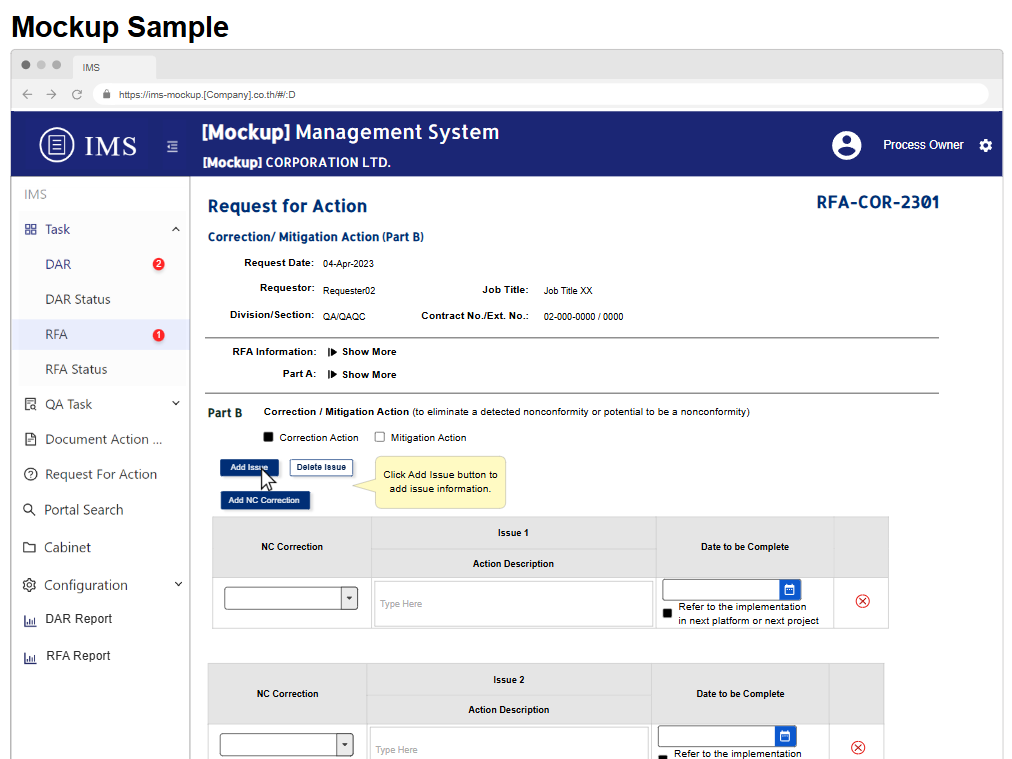 Mockup Sample
IMS
https://ims-mockup.[Company].co.th/#/:D
IMS
[Mockup] Management System
[Mockup] CORPORATION LTD.
Process Owner
IMS
Task
DAR 2
DAR Status
RFA 1
RFA Status
QA Task
Document Action ...
Request For Action
Portal Search
Cabinet
Configuration
DAR Report
RFA Report
Request for Action
RFA-COR-2301
Correction/ Mitigation Action (Part B)
Request Date: 04-Apr-2023
Requestor: Requester02 Job Title: Job Title XX
Division/Section: QA/QAQC Contract No./Ext. No.: 02-000-0000 / 0000
RFA Information: Show More
Part A: Show More
Part B Correction / Mitigation Action (to eliminate a detected nonconformity or potential to be a nonconformity)
Correction Action Mitigation Action
Add Issue Delete Issue
Click Add Issue button to
add issue information.
Add NC Correction
Issue 1
NC Correction Date to be Complete
Action Description
Type Here
Refer to the implementation
in next platform or next project
Issue 2
NC Correction Date to be Complete
Action Description
Type Here
Refer to the implementation